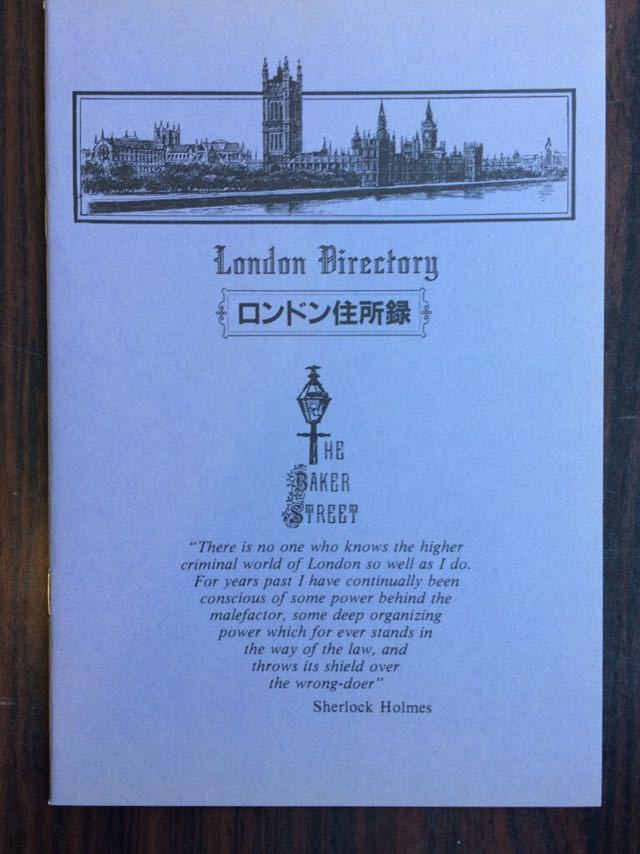 London Directory
ロンドン住所録
THE
BAKER
STREET
“There is no one who knows the higher
criminal world of London so well as I do.
For years past I have continually been
conscious of some power behind the
malefactor, some deep organizing
power which for ever stands in
the way of the law, and
throws its shield over
the wrong-doer”
Sherlock Holmes